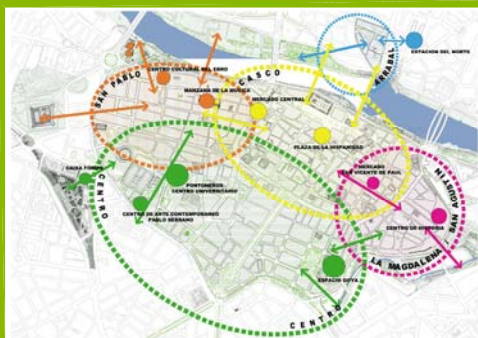 ESTACION DEL NORTE
ARRABAL
CENTRO CULTURAL DEL EBRO
SAN PABLO
CASCO
MANZANA DE LA MUSICA
MERCADO CENTRAL
PLAZA DE LA
CAIXA FORUM
MERCADO
SAN VICENTE DE PAUL
CENTRO
PONTONEROS
CENTRO UNIVERSITARIO
SAN AGUSTIN
CENTRO DE ARTE CONTEMPORANEO
PABLO SERRANO
CENTRO DE HISTORIA
LA MAGDALENA
ESPACIO GOYA
CENTRO